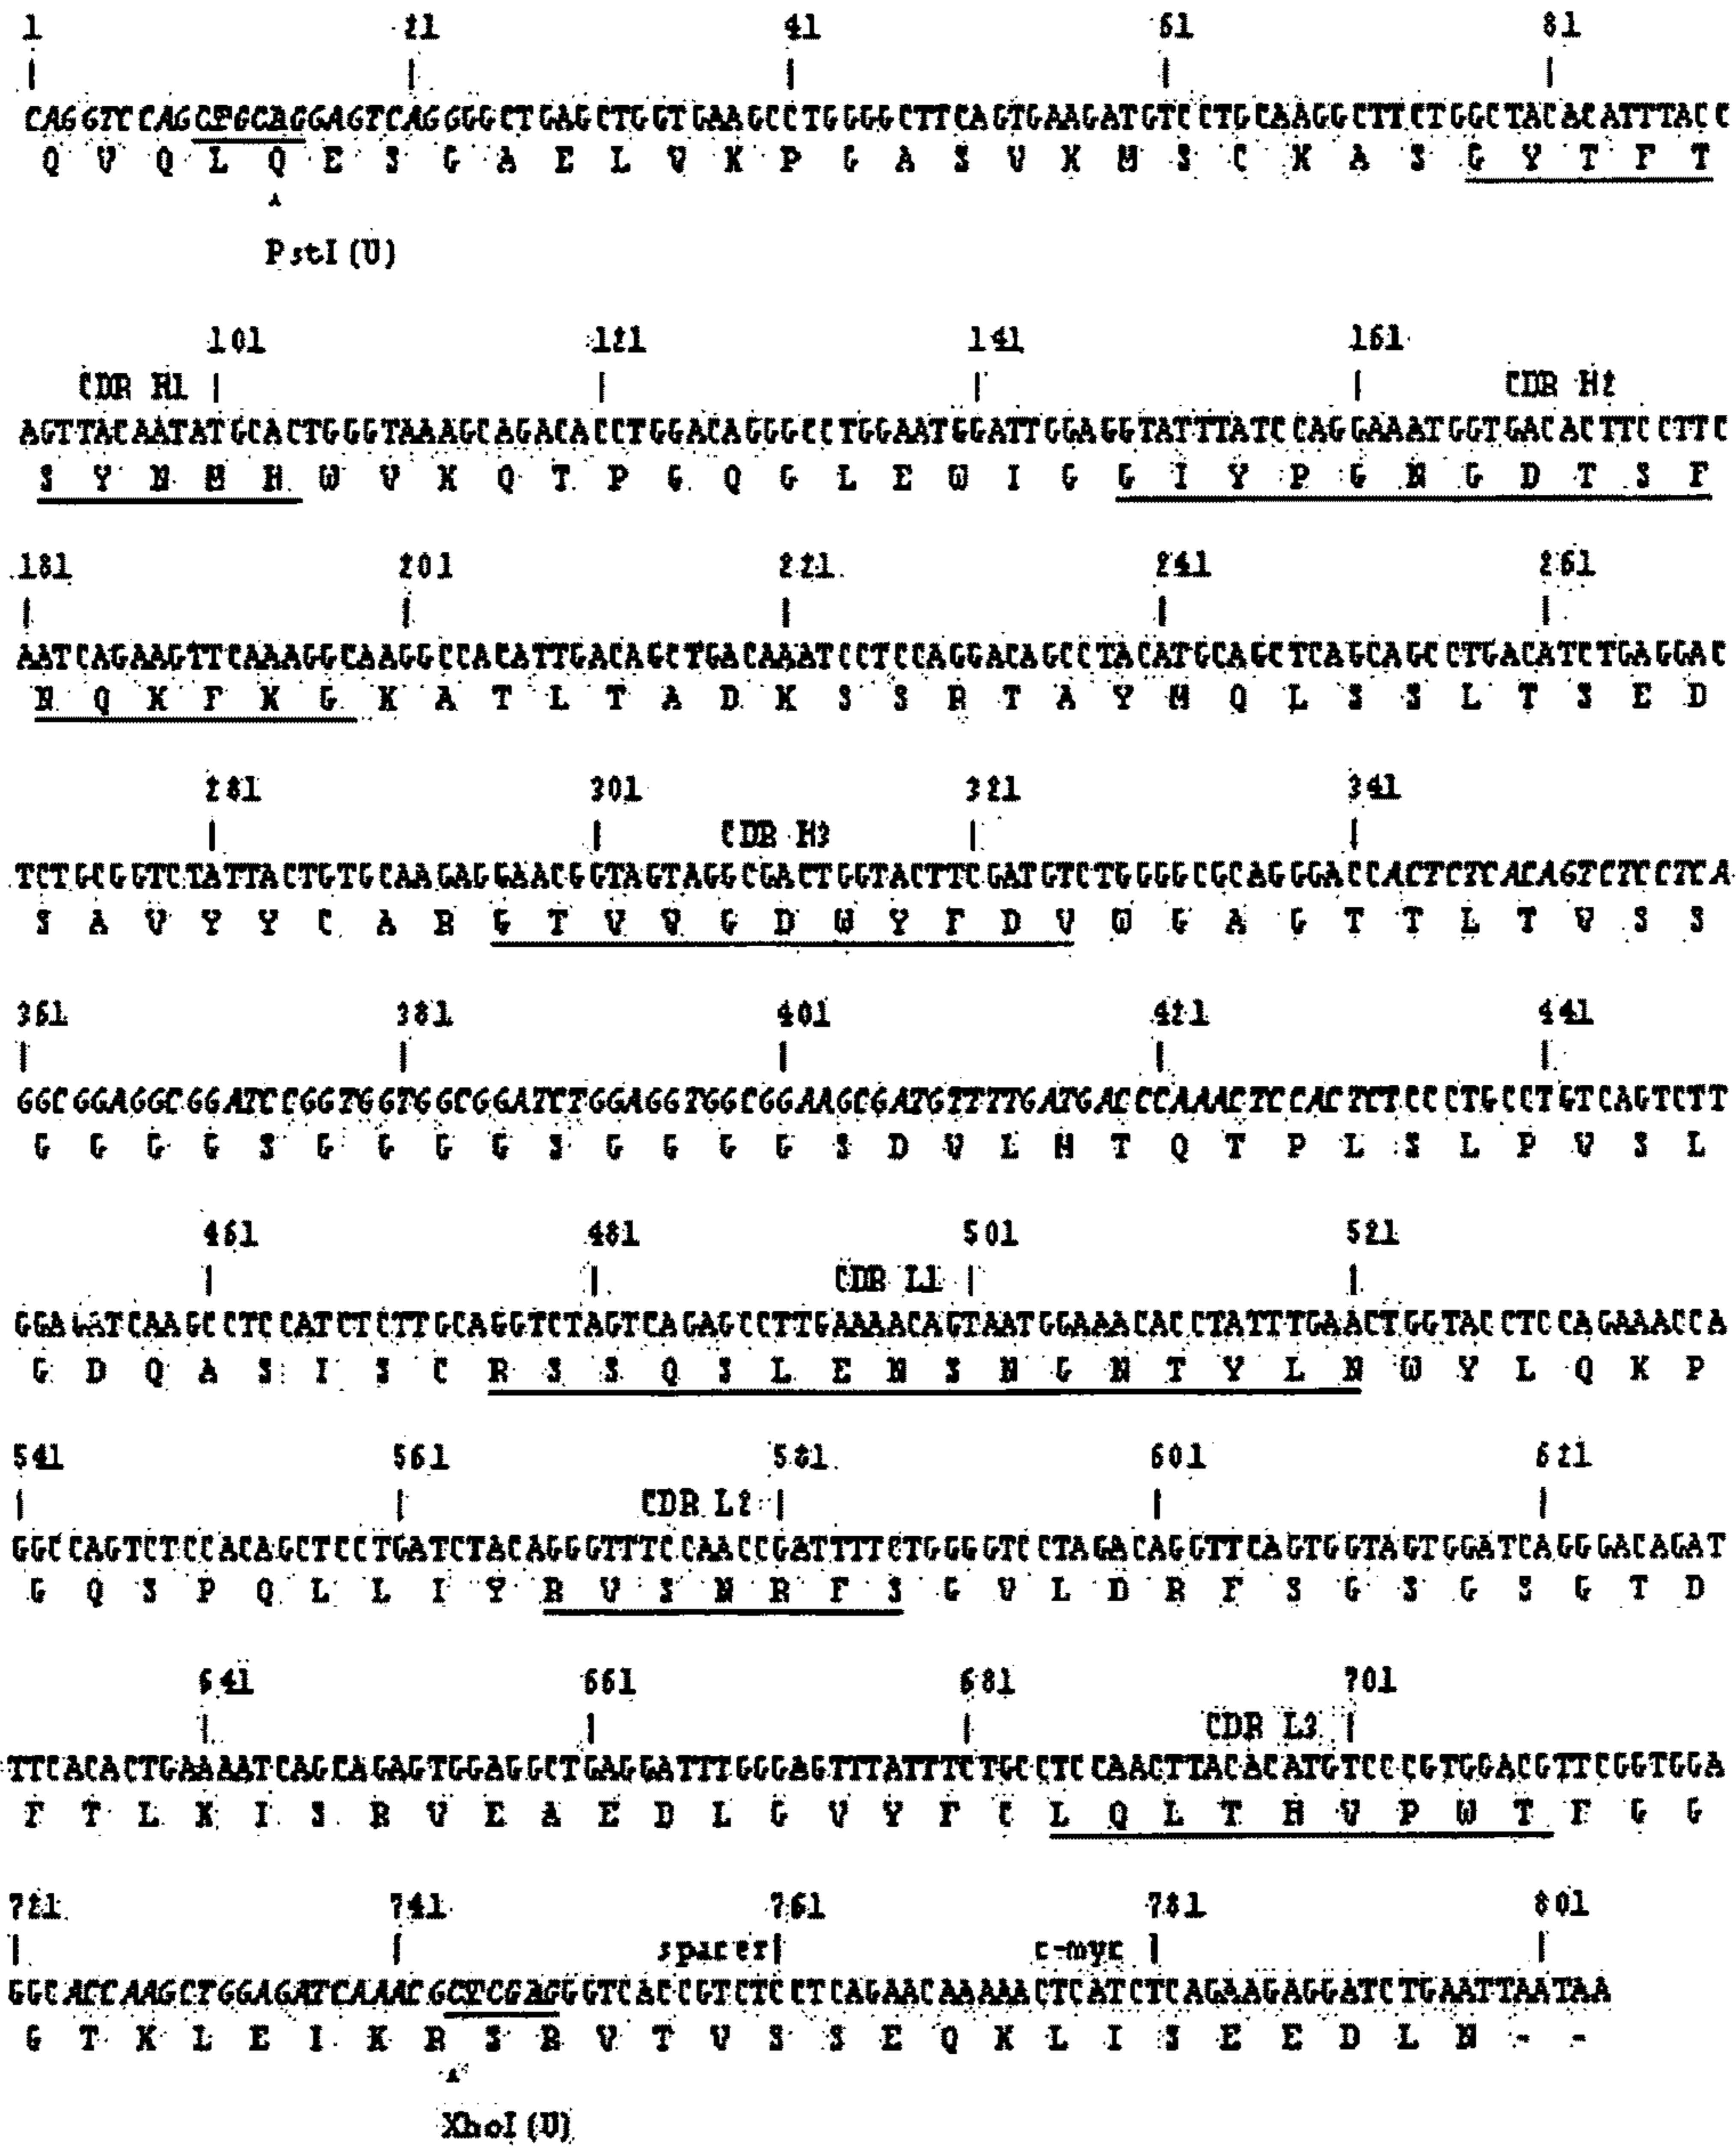 1 21 41 61 81
CAGGTCCAGCTGCAGGAGTCAGGGGCTGAGCTGGTGAAGCCTGGGGCTTCAGTGAAGATGTCCTGCAAGGCTTCTGGCTACACATTTACC
Q V Q L Q E S G A E L V K P G A S V K M S C K A S G Y T F T
PstI (U)
101 121 141 161
CDR H1 CDR H2
AGTTACAATATGCACTGGGTAAAGCAGACACCTGGACAGGGCCTGGAATGGATTGGAGGTATTTATCCAGGAAATGGTGACACTTCCTTC
S Y N M H W V K Q T P G Q G L E W I G G I Y P G N G D T S F
181 201 221 241 261
AATCAGAAGTTCAAAGGCAAGGCCACATTGACAGCTGACAAATCCTCCAGGACAGCCTACATGCAGCTCAGCAGCCTGACATCTGAGGAC
N Q K F K G K A T L T A D K S S R T A Y M Q L S S L T S E D
281 301 321 341
CDR H3
TCTGCGGTCTATTACTGTGCAAGAGGAACGGTAGTAGGCGACTGGTACTTCGATGTCTGGGGCGCAGGGACCACTCTCACAGTCTCCTCA
S A V Y Y C A R G T V V G D W Y F D V W G A G T T L T V S S
361 381 401 421 441
GGCGGAGGCGGATCCGGTGGTGGCGGATCTGGAGGTGGCGGAAGCGATGTTTTGATGACCCAAACTCCACTCTCCCTGCCTGTCAGTCTT
G G G G S G G G G S G G G G S D V L M T Q T P L S L P V S L
461 481 501 521
CDR L1
GGAGATCAAGCCTCCATCTCTTGCAGGTCTAGTCAGAGCCTTGAAAACAGTAATGGAAACACCTATTTGAACTGGTACCTCCAGAAACCA
G D Q A S I S C R S S Q S L E N S N G N T Y L N W Y L Q K P
541 561 581 601 621
CDR L2
GGCCAGTCTCCACAGCTCCTGATCTACAGGGTTTCCAACCGATTTTCTGGGGTCCTAGACAGGTTCAGTGGTAGTGGATCAGGGACAGAT
G Q S P Q L L I Y R V S N R F S G V L D R F S G S G S G T D
641 661 681 701
CDR L3
TTCACACTGAAAATCAGCAGAGTGGAGGCTGAGGATTTGGGAGTTTATTTCTGCCTCCAACTTACACATGTCCCGTGGACGTTCGGTGGA
F T L K I S R V E A E D L G V Y F C L Q L T H V P W T F G G
721 741 761 781 801
spacer c-myc
GGCACCAAGCTGGAGATCAAACGCTCGAGGGTCACCGTCTCCTCAGAACAAAAACTCATCTCAGAAGAGGATCTGAATTAATAA
G T K L E I K R S R V T V S S E Q K L I S E E D L N - -
XhoI (U)